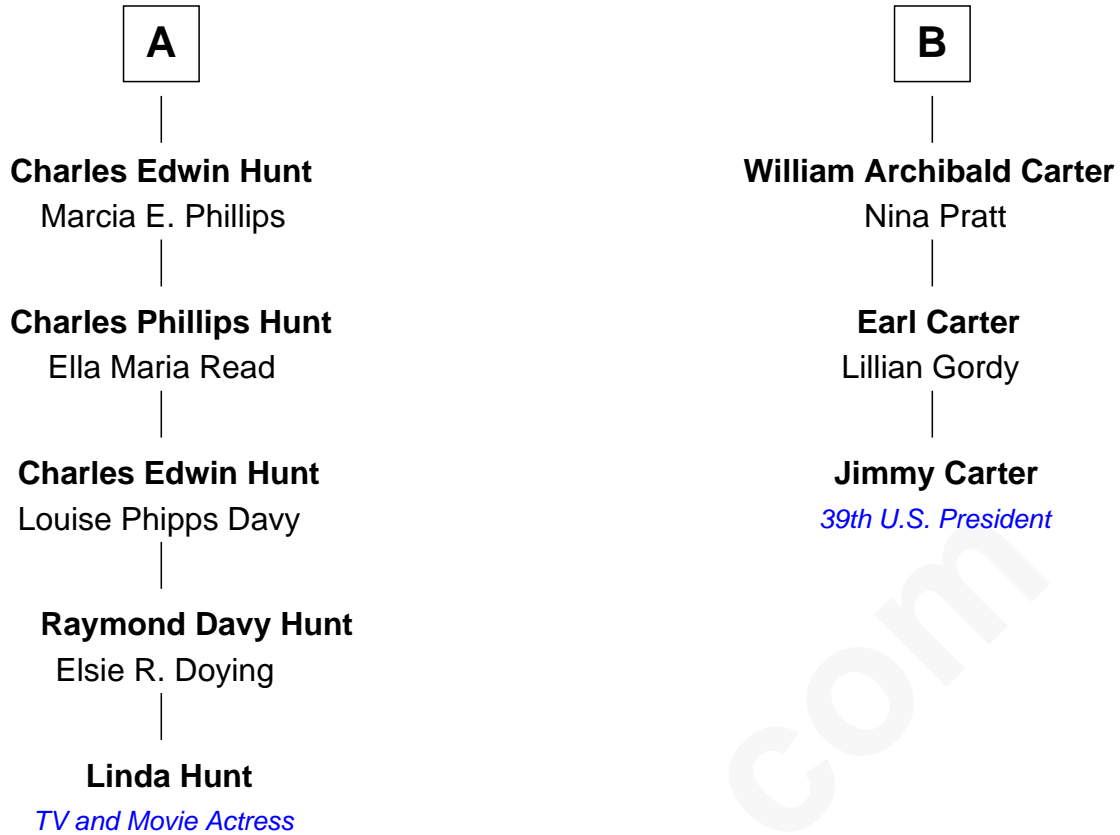 A
Charles Edwin Hunt
Marcia E. Phillips
Charles Phillips Hunt
Ella Maria Read
Charles Edwin Hunt
Louise Phipps Davy
Raymond Davy Hunt
Elsie R. Doying
Linda Hunt
TV and Movie Actress
B
William Archibald Carter
Nina Pratt
Earl Carter
Lillian Gordy
Jimmy Carter
39th U.S. President
com